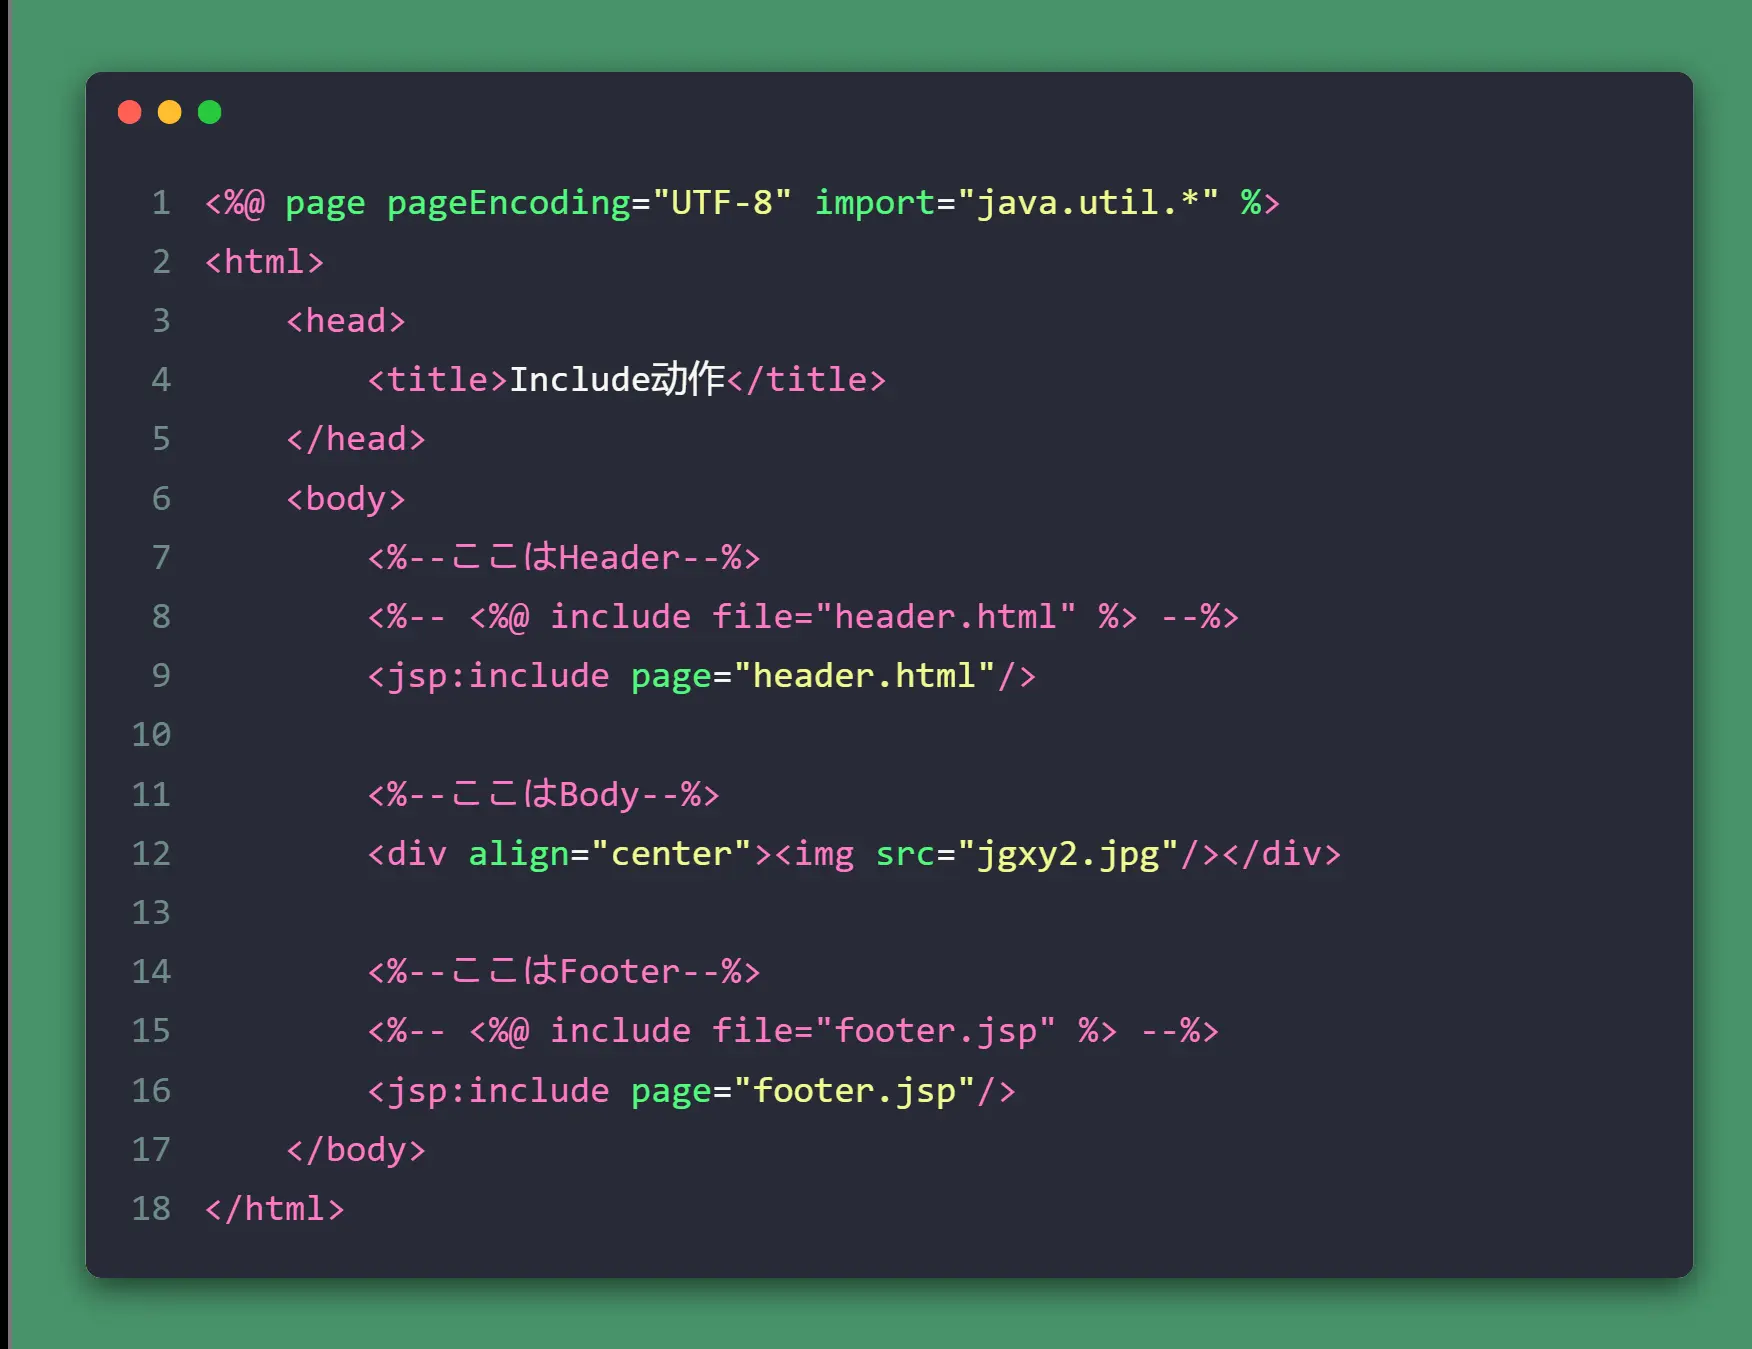 1 <%@ page pageEncoding="UTF-8" import="java.util.*" %>
2 <html>
3     <head>
4         <title>Include动作</title>
5     </head>
6     <body>
7         <%--ここはHeader--%>
8         <%-- <%@ include file="header.html" %> --%>
9         <jsp:include page="header.html"/>
10
11         <%--ここはBody--%>
12         <div align="center"><img src="jgxy2.jpg"/></div>
13
14         <%--ここはFooter--%>
15         <%-- <%@ include file="footer.jsp" %> --%>
16         <jsp:include page="footer.jsp"/>
17     </body>
18 </html>